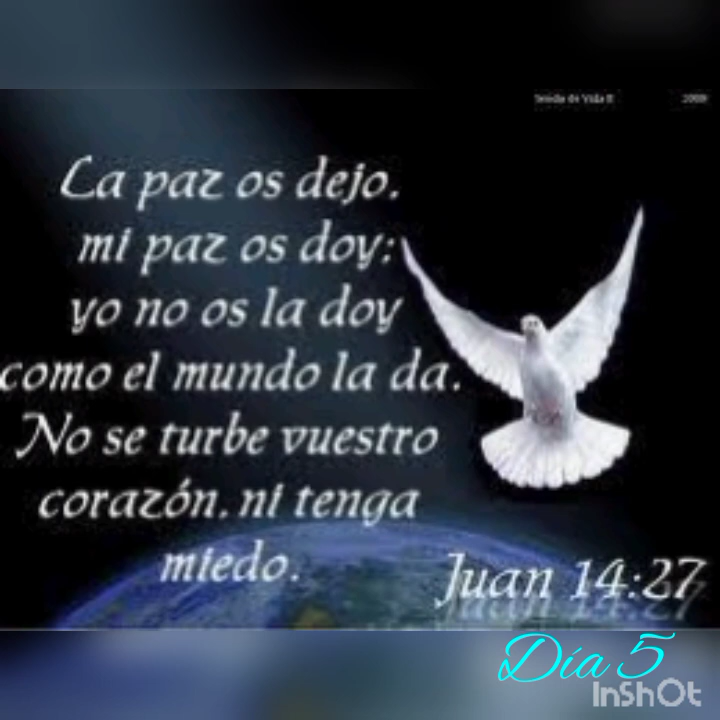 La paz os dejo.
mi paz os doy:
yo no os la doy
como el mundo la da.
No se turbe vuestro
corazón. ni tenga
miedo.
Juan 14:27
Día 5
InShOt